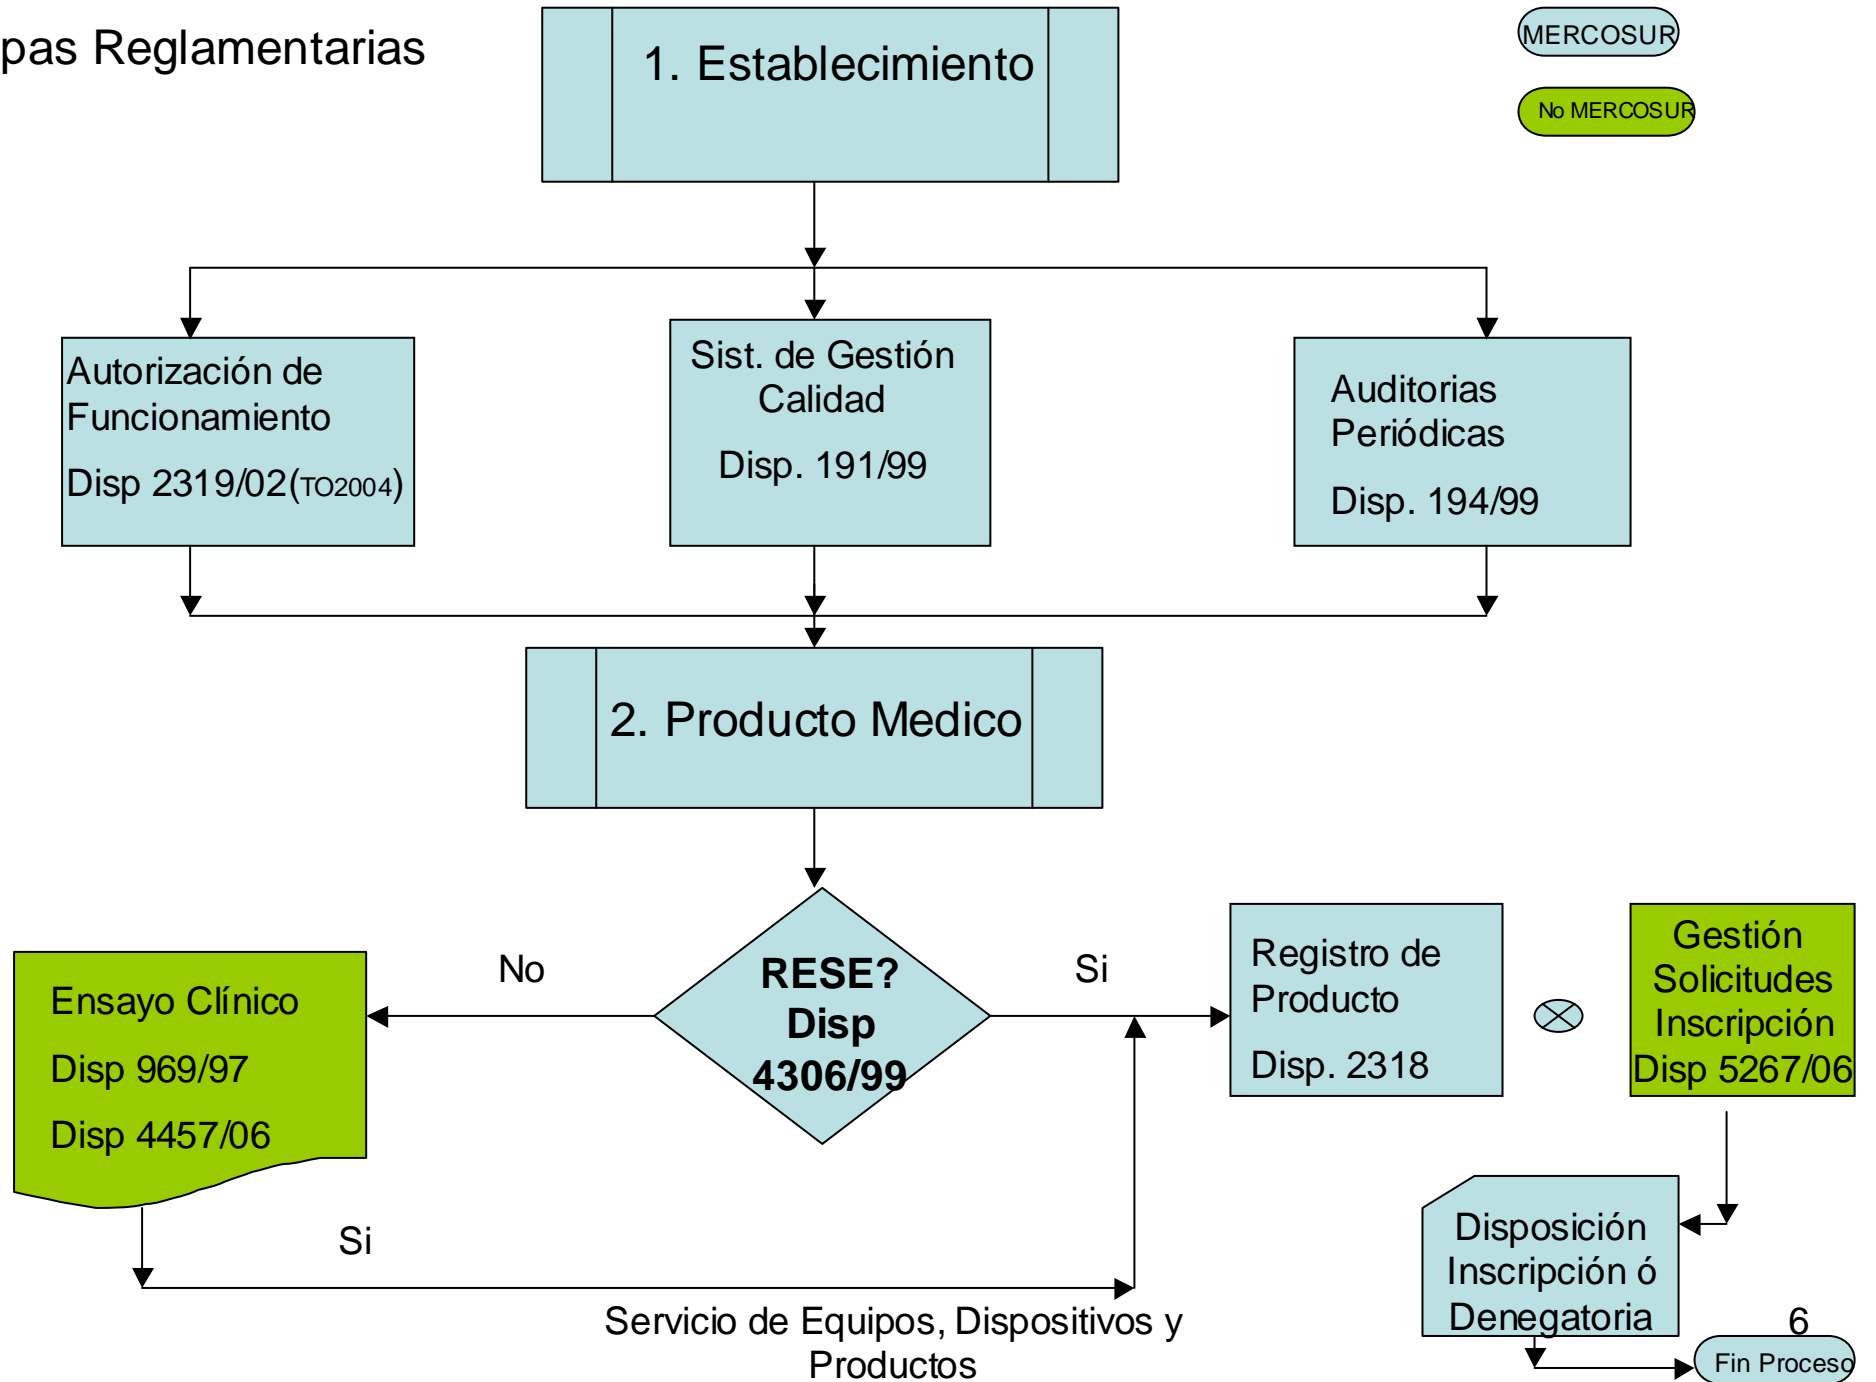 pas Reglamentarias
1. Establecimiento
MERCOSUR
No MERCOSUR
Autorización de
Funcionamiento
Disp 2319/02(TO2004)
Sist. de Gestión
Calidad
Disp. 191/99
Auditorias
Periódicas
Disp. 194/99
2. Producto Medico
No
RESE?
Disp
4306/99
Si
Ensayo Clínico
Disp 969/97
Disp 4457/06
Registro de
Producto
Disp. 2318
Gestión
Solicitudes
Inscripción
Disp 5267/06
Si
Disposición
Inscripción ó
Denegatoria
Servicio de Equipos, Dispositivos y
Productos
6
Fin Proceso